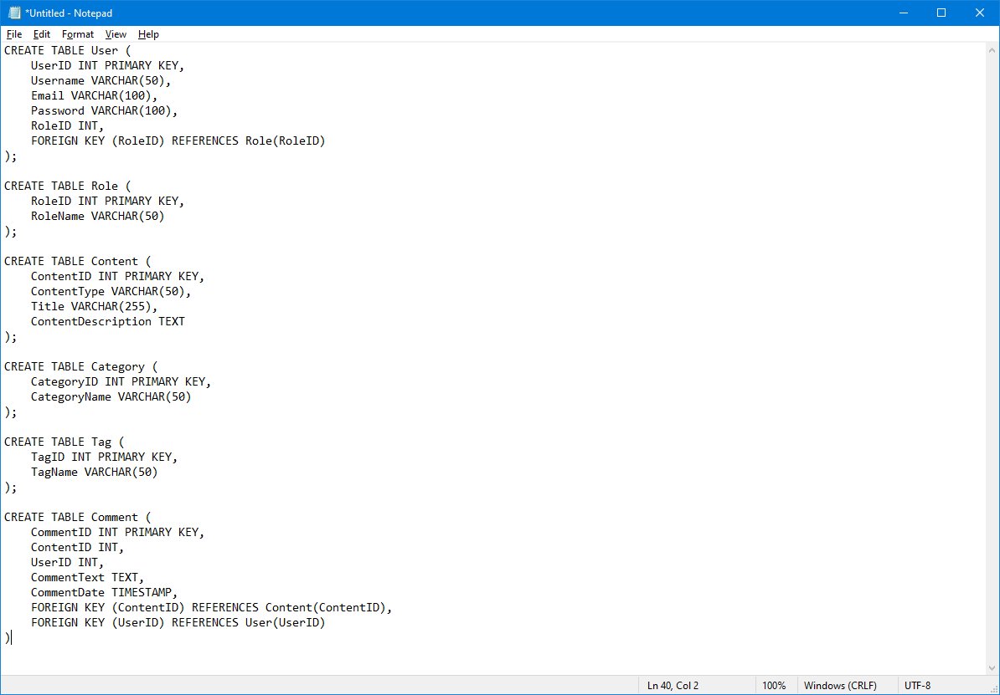 *Untitled - Notepad
File Edit Format View Help
CREATE TABLE User (
    UserID INT PRIMARY KEY,
    Username VARCHAR(50),
    Email VARCHAR(100),
    Password VARCHAR(100),
    RoleID INT,
    FOREIGN KEY (RoleID) REFERENCES Role(RoleID)
);

CREATE TABLE Role (
    RoleID INT PRIMARY KEY,
    RoleName VARCHAR(50)
);

CREATE TABLE Content (
    ContentID INT PRIMARY KEY,
    ContentType VARCHAR(50),
    Title VARCHAR(255),
    ContentDescription TEXT
);

CREATE TABLE Category (
    CategoryID INT PRIMARY KEY,
    CategoryName VARCHAR(50)
);

CREATE TABLE Tag (
    TagID INT PRIMARY KEY,
    TagName VARCHAR(50)
);

CREATE TABLE Comment (
    CommentID INT PRIMARY KEY,
    ContentID INT,
    UserID INT,
    CommentText TEXT,
    CommentDate TIMESTAMP,
    FOREIGN KEY (ContentID) REFERENCES Content(ContentID),
    FOREIGN KEY (UserID) REFERENCES User(UserID)
)
Ln 40, Col 2 100% Windows (CRLF) UTF-8